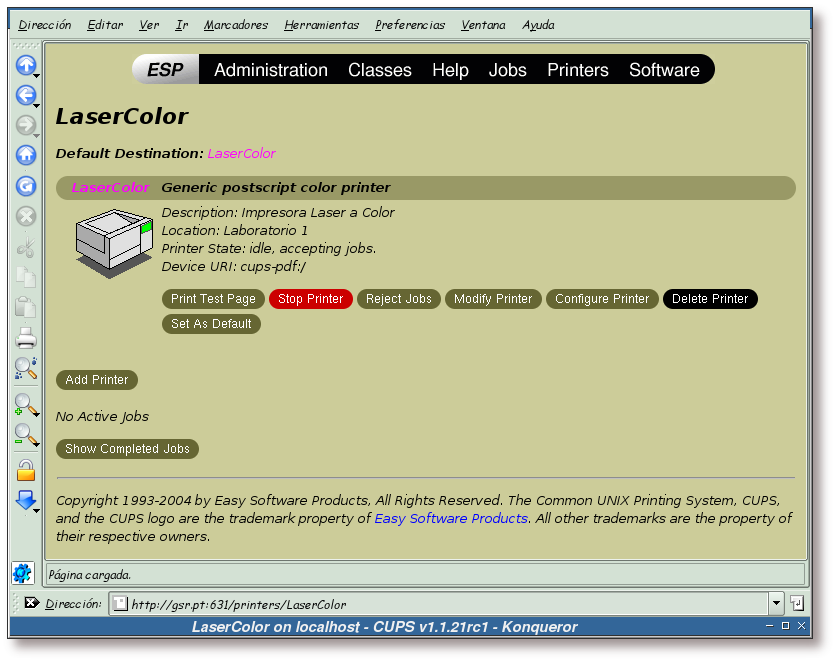 Dirección Editar Ver Ir Marcadores Herramientas Preferencias Ventana Ayuda
ESP Administration Classes Help Jobs Printers Software
LaserColor
Default Destination: LaserColor
LaserColor Generic postscript color printer
Description: Impresora Laser a Color
Location: Laboratorio 1
Printer State: idle, accepting jobs.
Device URI: cups-pdf:/
Print Test Page Stop Printer Reject Jobs Modify Printer Configure Printer Delete Printer
Set As Default
Add Printer
No Active Jobs
Show Completed Jobs
Copyright 1993-2004 by Easy Software Products, All Rights Reserved. The Common UNIX Printing System, CUPS,
and the CUPS logo are the trademark property of Easy Software Products. All other trademarks are the property of
their respective owners.
Página cargada.
Dirección: http://gsr.pt:631/printers/LaserColor
LaserColor on localhost - CUPS v1.1.21rc1 - Konqueror